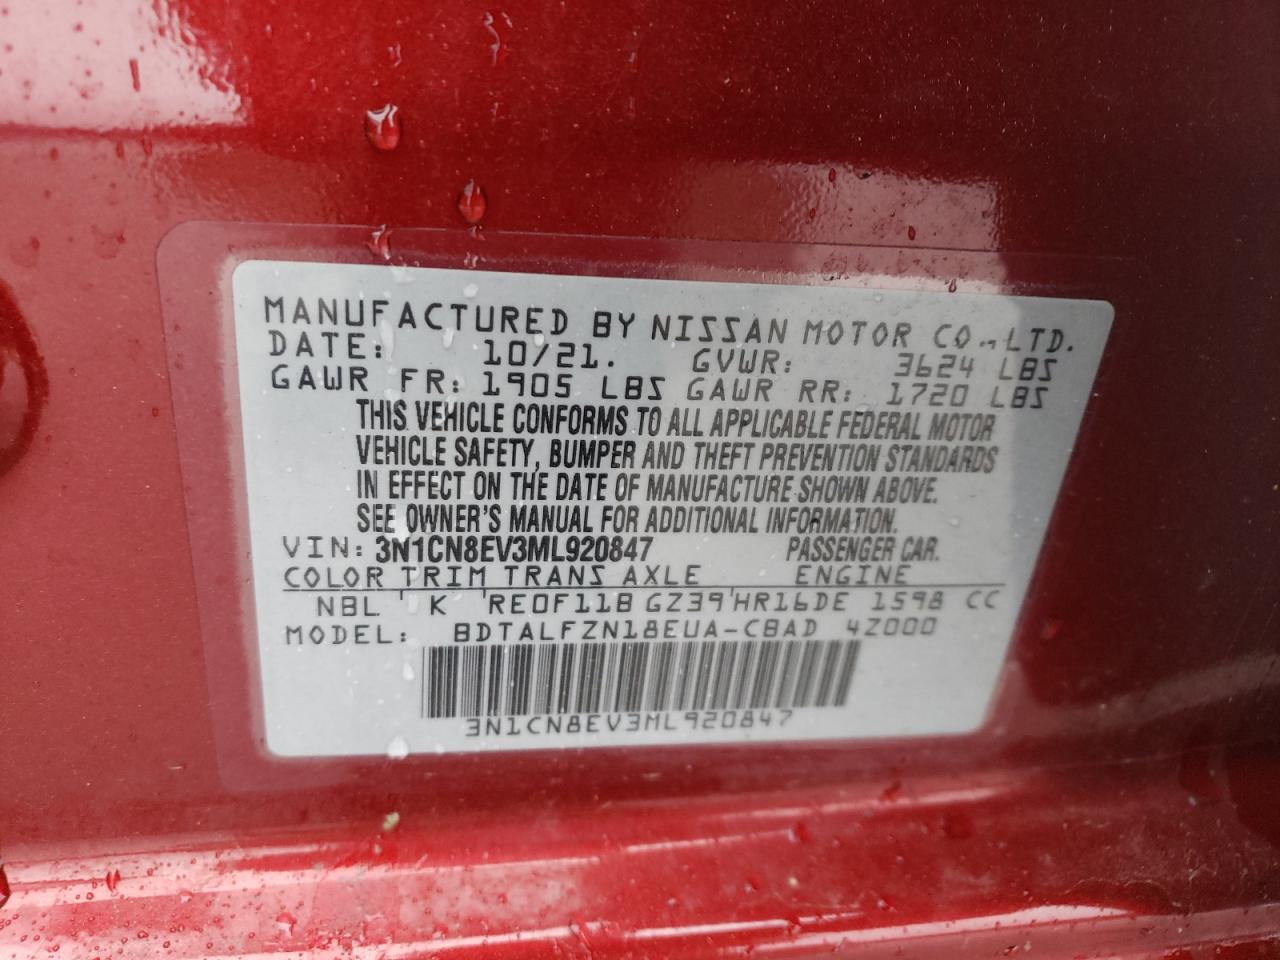 MANUFACTURED BY NISSAN MOTOR CO., LTD.
DATE: 10/21. GVWR: 3624 LBS
GAWR FR: 1905 LBS GAWR RR: 1720 LBS
THIS VEHICLE CONFORMS TO ALL APPLICABLE FEDERAL MOTOR
VEHICLE SAFETY, BUMPER AND THEFT PREVENTION STANDARDS
IN EFFECT ON THE DATE OF MANUFACTURE SHOWN ABOVE.
SEE OWNER'S MANUAL FOR ADDITIONAL INFORMATION.
VIN: 3N1CN8EV3ML920847 PASSENGER CAR.
COLOR TRIM TRANS AXLE ENGINE
NBL K RE0F11B GZ39 HR16DE 1598 CC
MODEL: BDTALFZN18EUA-CBAD 4Z000
3N1CN8EV3ML920847